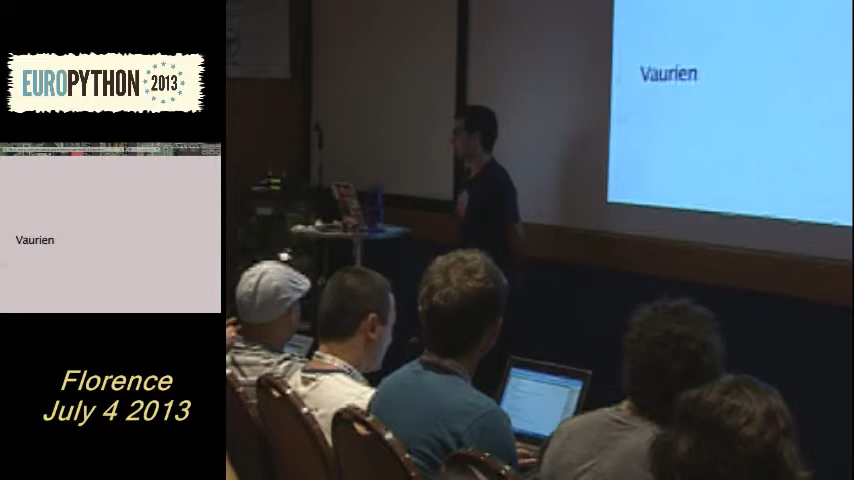 EUROPYTHON 2013
Vaurien
Vaurien
Florence
July 4 2013